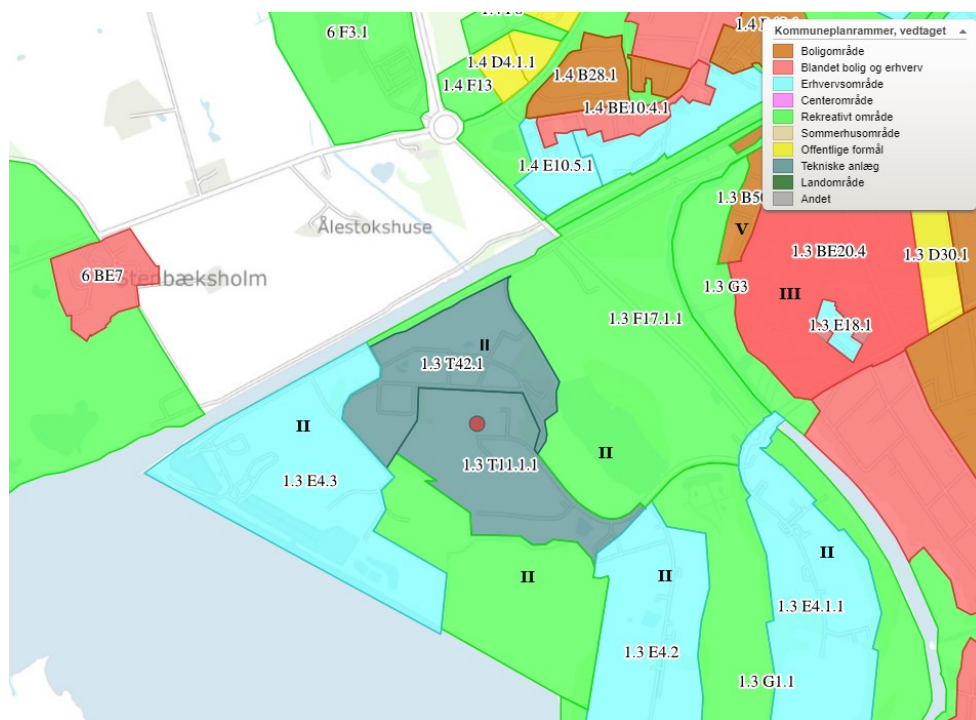 6 F3.1
1.4 D4.1.1
1.4 F13
1.4 B28.1
1.4 BE10.4.1
1.4 E10.5.1
Kommuneplanrammer, vedtaget
Boligområde
Blandet bolig og erhverv
Erhvervsområde
Centerområde
Rekreativt område
Sommerhusområde
Offentlige formål
Tekniske anlæg
Landområde
Andet
Ålestokshuse
V
1.3 BE20.4
1.3 D30.1
6 BE7
1.3 G3
III
1.3 F17.1.1
1.3 E18.1
II
1.3 T42.1
II
1.3 E4.3
1.3 T11.1.1
II
II
II
II
1.3 E4.1.1
1.3 E4.2
1.3 G1.1